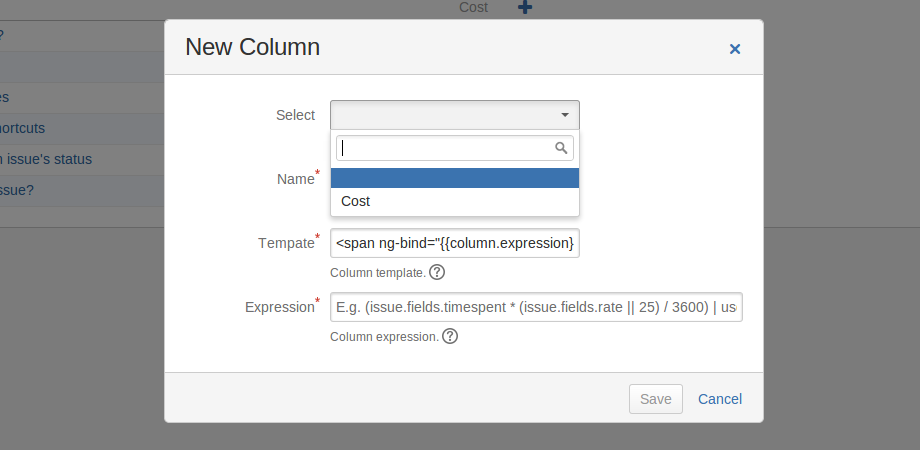 Cost
?
New Column
×
Select
Name*
Cost
es
ortcuts
n issue's status
ssue?
Tempate*
<span ng-bind="{{column.expression}
Column template. ?
Expression*
E.g. (issue.fields.timespent * (issue.fields.rate || 25) / 3600) | us
Column expression. ?
Save
Cancel